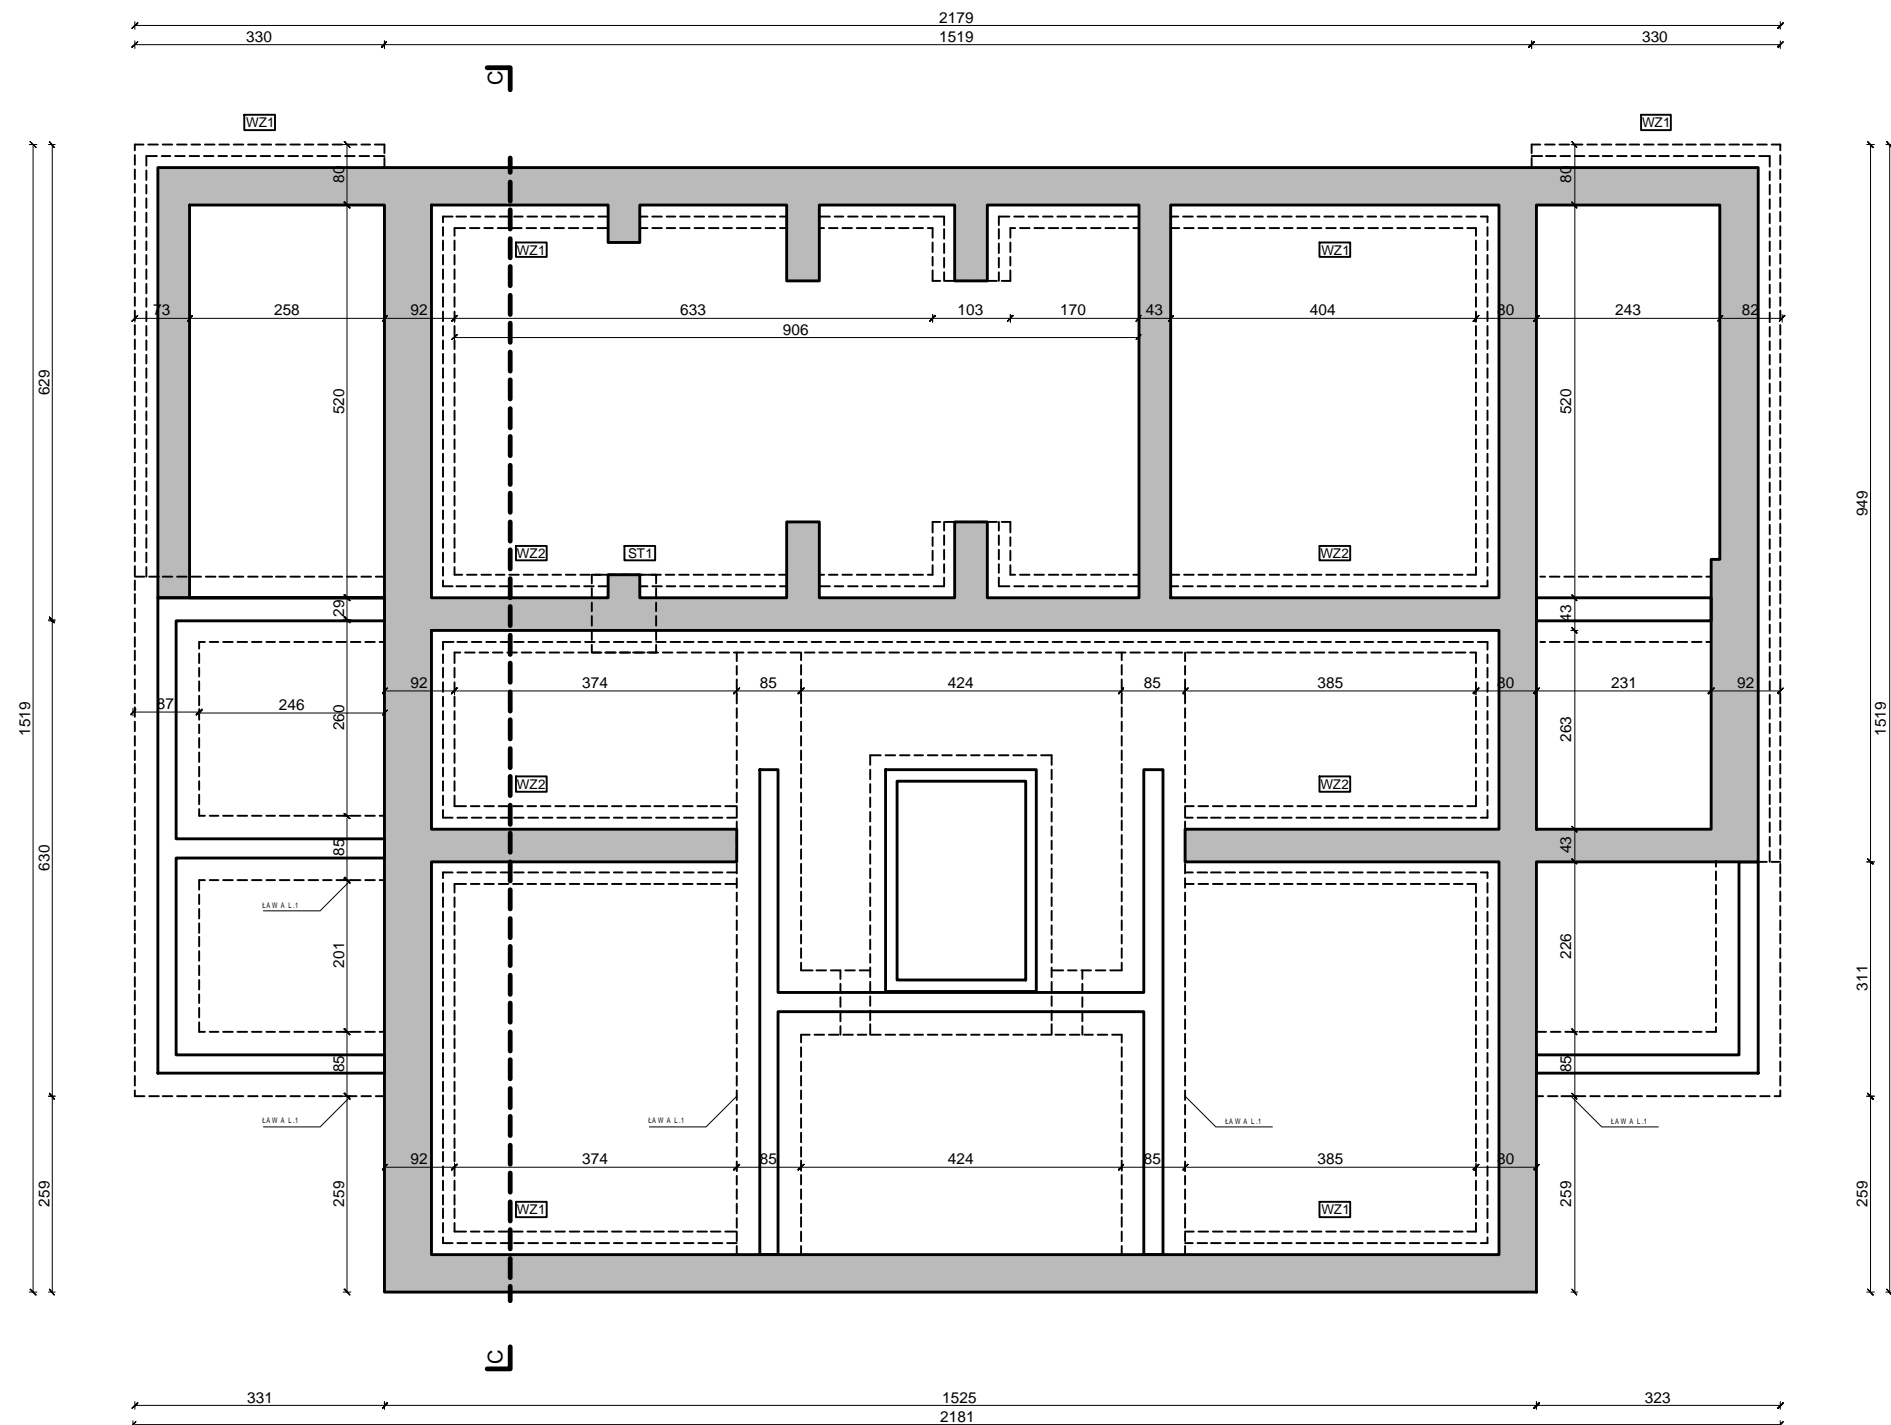 2179
330 1519 330
C
WZ1 WZ1
80 80
WZ1 WZ1
73 258 92 633 103 170 43 404 80 243 82
906
629 520 520 949
WZ2 ST1 WZ2
29 43
92 374 85 424 85 385 80 231 92
87 246
1519 260 263 1519
WZ2 WZ2
630 85 43
ŁAWA L.1
201 226 311
85 85
ŁAWA L.1 ŁAWA L.1 ŁAWA L.1 ŁAWA L.1
92 374 85 424 85 385 80
259 259 259 259
WZ1 WZ1
C
331 1525 323
2181